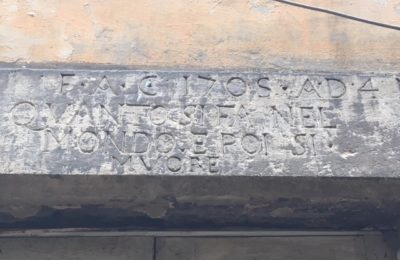 F·A·C·1705·AD·4
QVANTO SI FA NEL
MONDO·E POI SI·
MVORE